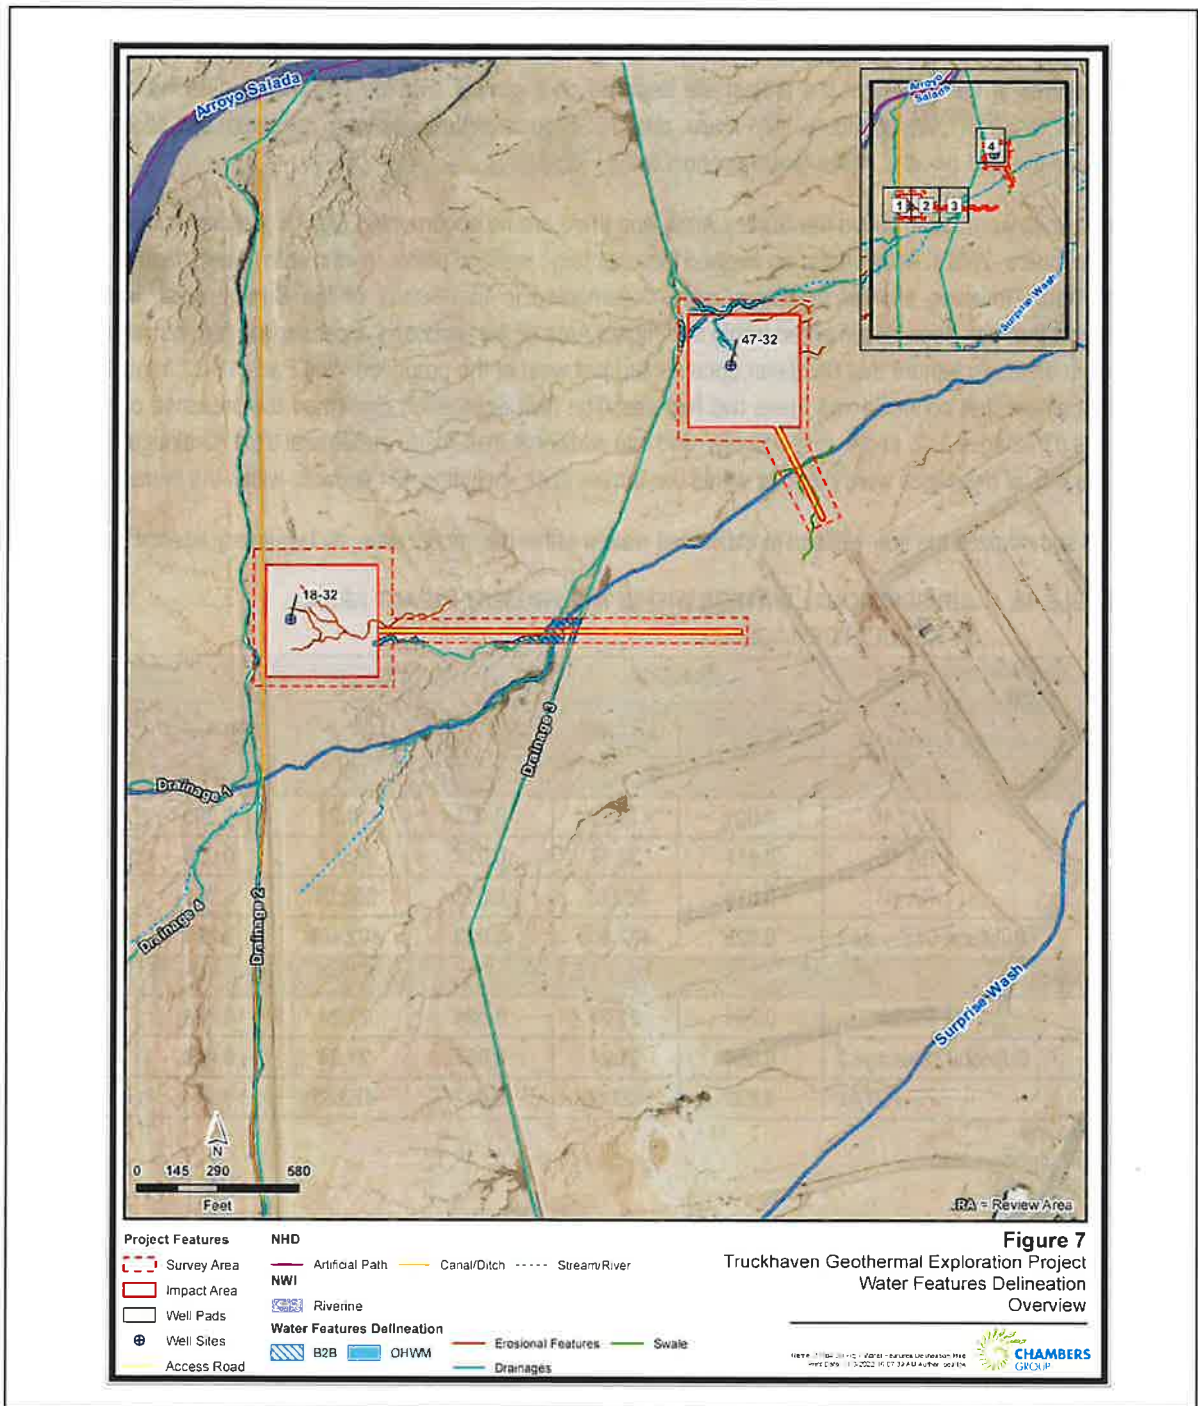 Arroyo Salada
Arroyo
Salada
4
1 2 3
Surprise Wash
47-32
18-32
Drainage 3
Drainage 1
Drainage 2
Drainage 4
Surprise Wash
N
0 145 290 580
Feet
RA = Review Area
Project Features
Survey Area
Impact Area
Well Pads
Well Sites
Access Road
NHD
Artificial Path Canal/Ditch Stream/River
NWI
Riverine
Water Features Delineation
B2B OHWM Erosional Features Swale
Drainages
Figure 7
Truckhaven Geothermal Exploration Project
Water Features Delineation
Overview
CHAMBERS
GROUP